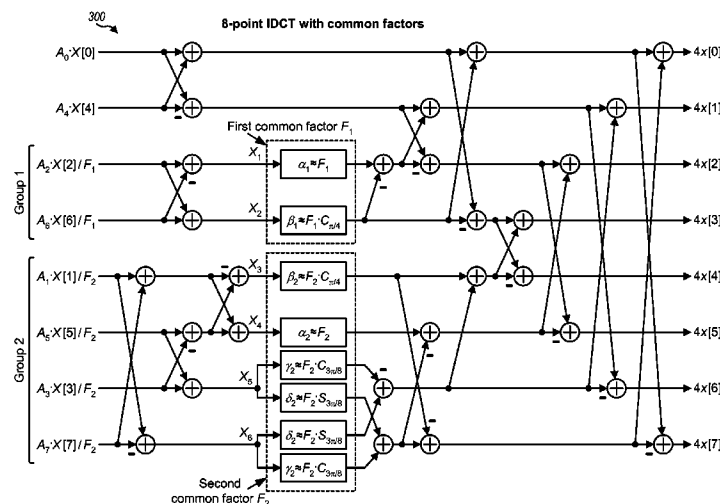 300
8-point IDCT with common factors
A0·X[0]
4x[0]
A4·X[4]
4x[1]
First common factor F1
Group 1
A2·X[2]/F1
X1
α1≈F1
4x[2]
A6·X[6]/F1
X2
β1≈F1·Cπ/4
4x[3]
Group 2
A1·X[1]/F2
X3
β2≈F2·Cπ/4
4x[4]
A5·X[5]/F2
X4
α2≈F2
4x[5]
γ2≈F2·C3π/8
A3·X[3]/F2
X5
4x[6]
δ2≈F2·S3π/8
X6
δ2≈F2·S3π/8
A7·X[7]/F2
4x[7]
γ2≈F2·C3π/8
Second
common factor F2